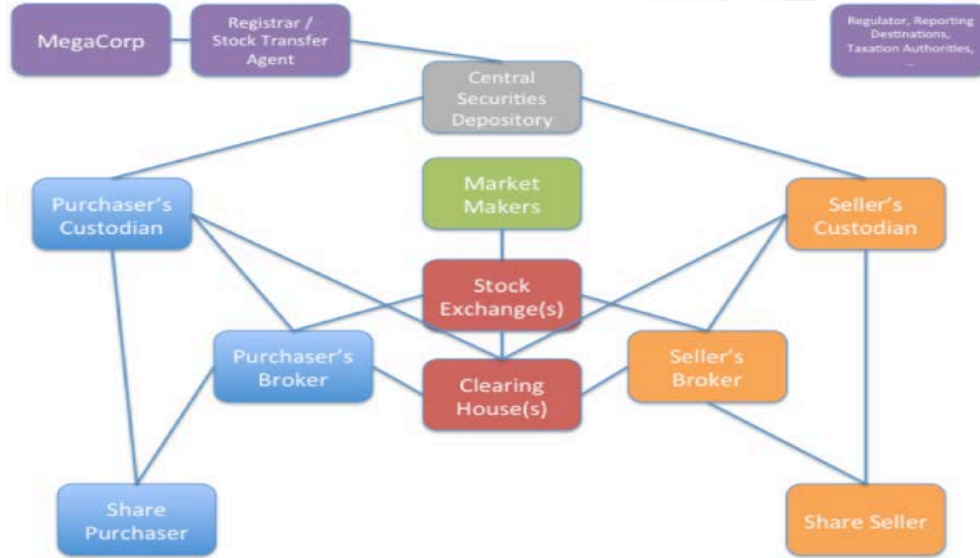 MegaCorp
Registrar /
Stock Transfer
Agent
Regulator, Reporting
Destinations,
Taxation Authorities,
...
Central
Securities
Depository
Purchaser's
Custodian
Market
Makers
Seller's
Custodian
Stock
Exchange(s)
Purchaser's
Broker
Seller's
Broker
Clearing
House(s)
Share
Purchaser
Share Seller